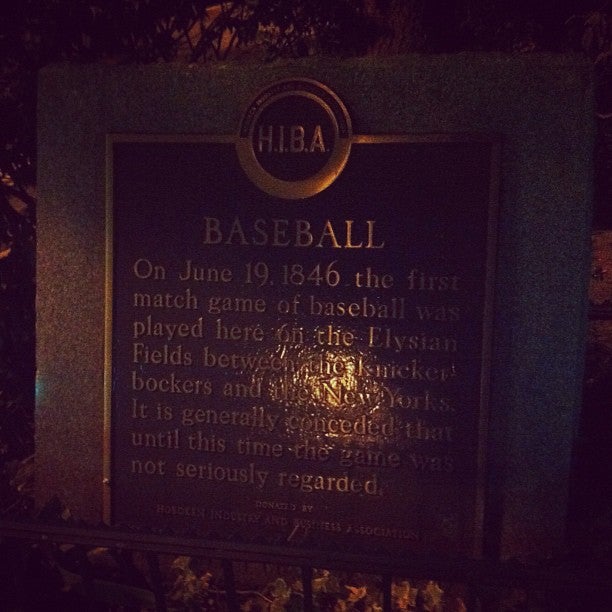 H.I.B.A.
BASEBALL
On June 19, 1846 the first
match game of baseball was
played here on the Elysian
Fields between the Knicker-
bockers and the New Yorks.
It is generally conceded that
until this time the game was
not seriously regarded.
DONATED BY
HOBOKEN INDUSTRY AND BUSINESS ASSOCIATION